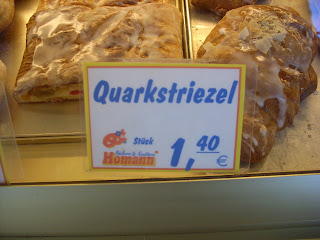 Quarkstriezel
Stück
Homann
1,40
€